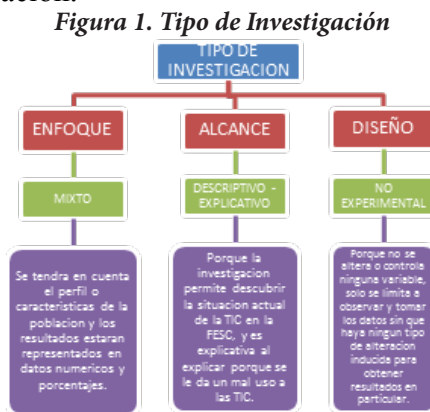 ación.
Figura 1. Tipo de Investigación
TIPO DE
INVESTIGACION
ENFOQUE
ALCANCE
DISEÑO
MIXTO
DESCRIPTIVO -
EXPLICATIVO
NO
EXPERIMENTAL
Se tendra en cuenta
el perfil o
caracteristicas de la
poblacion y los
resultados estaran
representados en
datos numericos y
porcentajes.
Porque la
investigacion
permite descubrir
la situacion actual
de la TIC en la
FESC, y es
explicativa al
explicar porque se
le da un mal uso a
las TIC.
Porque no se
altera o controla
ninguna variable,
solo se limita a
observar y tomar
los datos sin que
haya ningun tipo
de alteracion
inducida para
obtener
resultados en
particular.